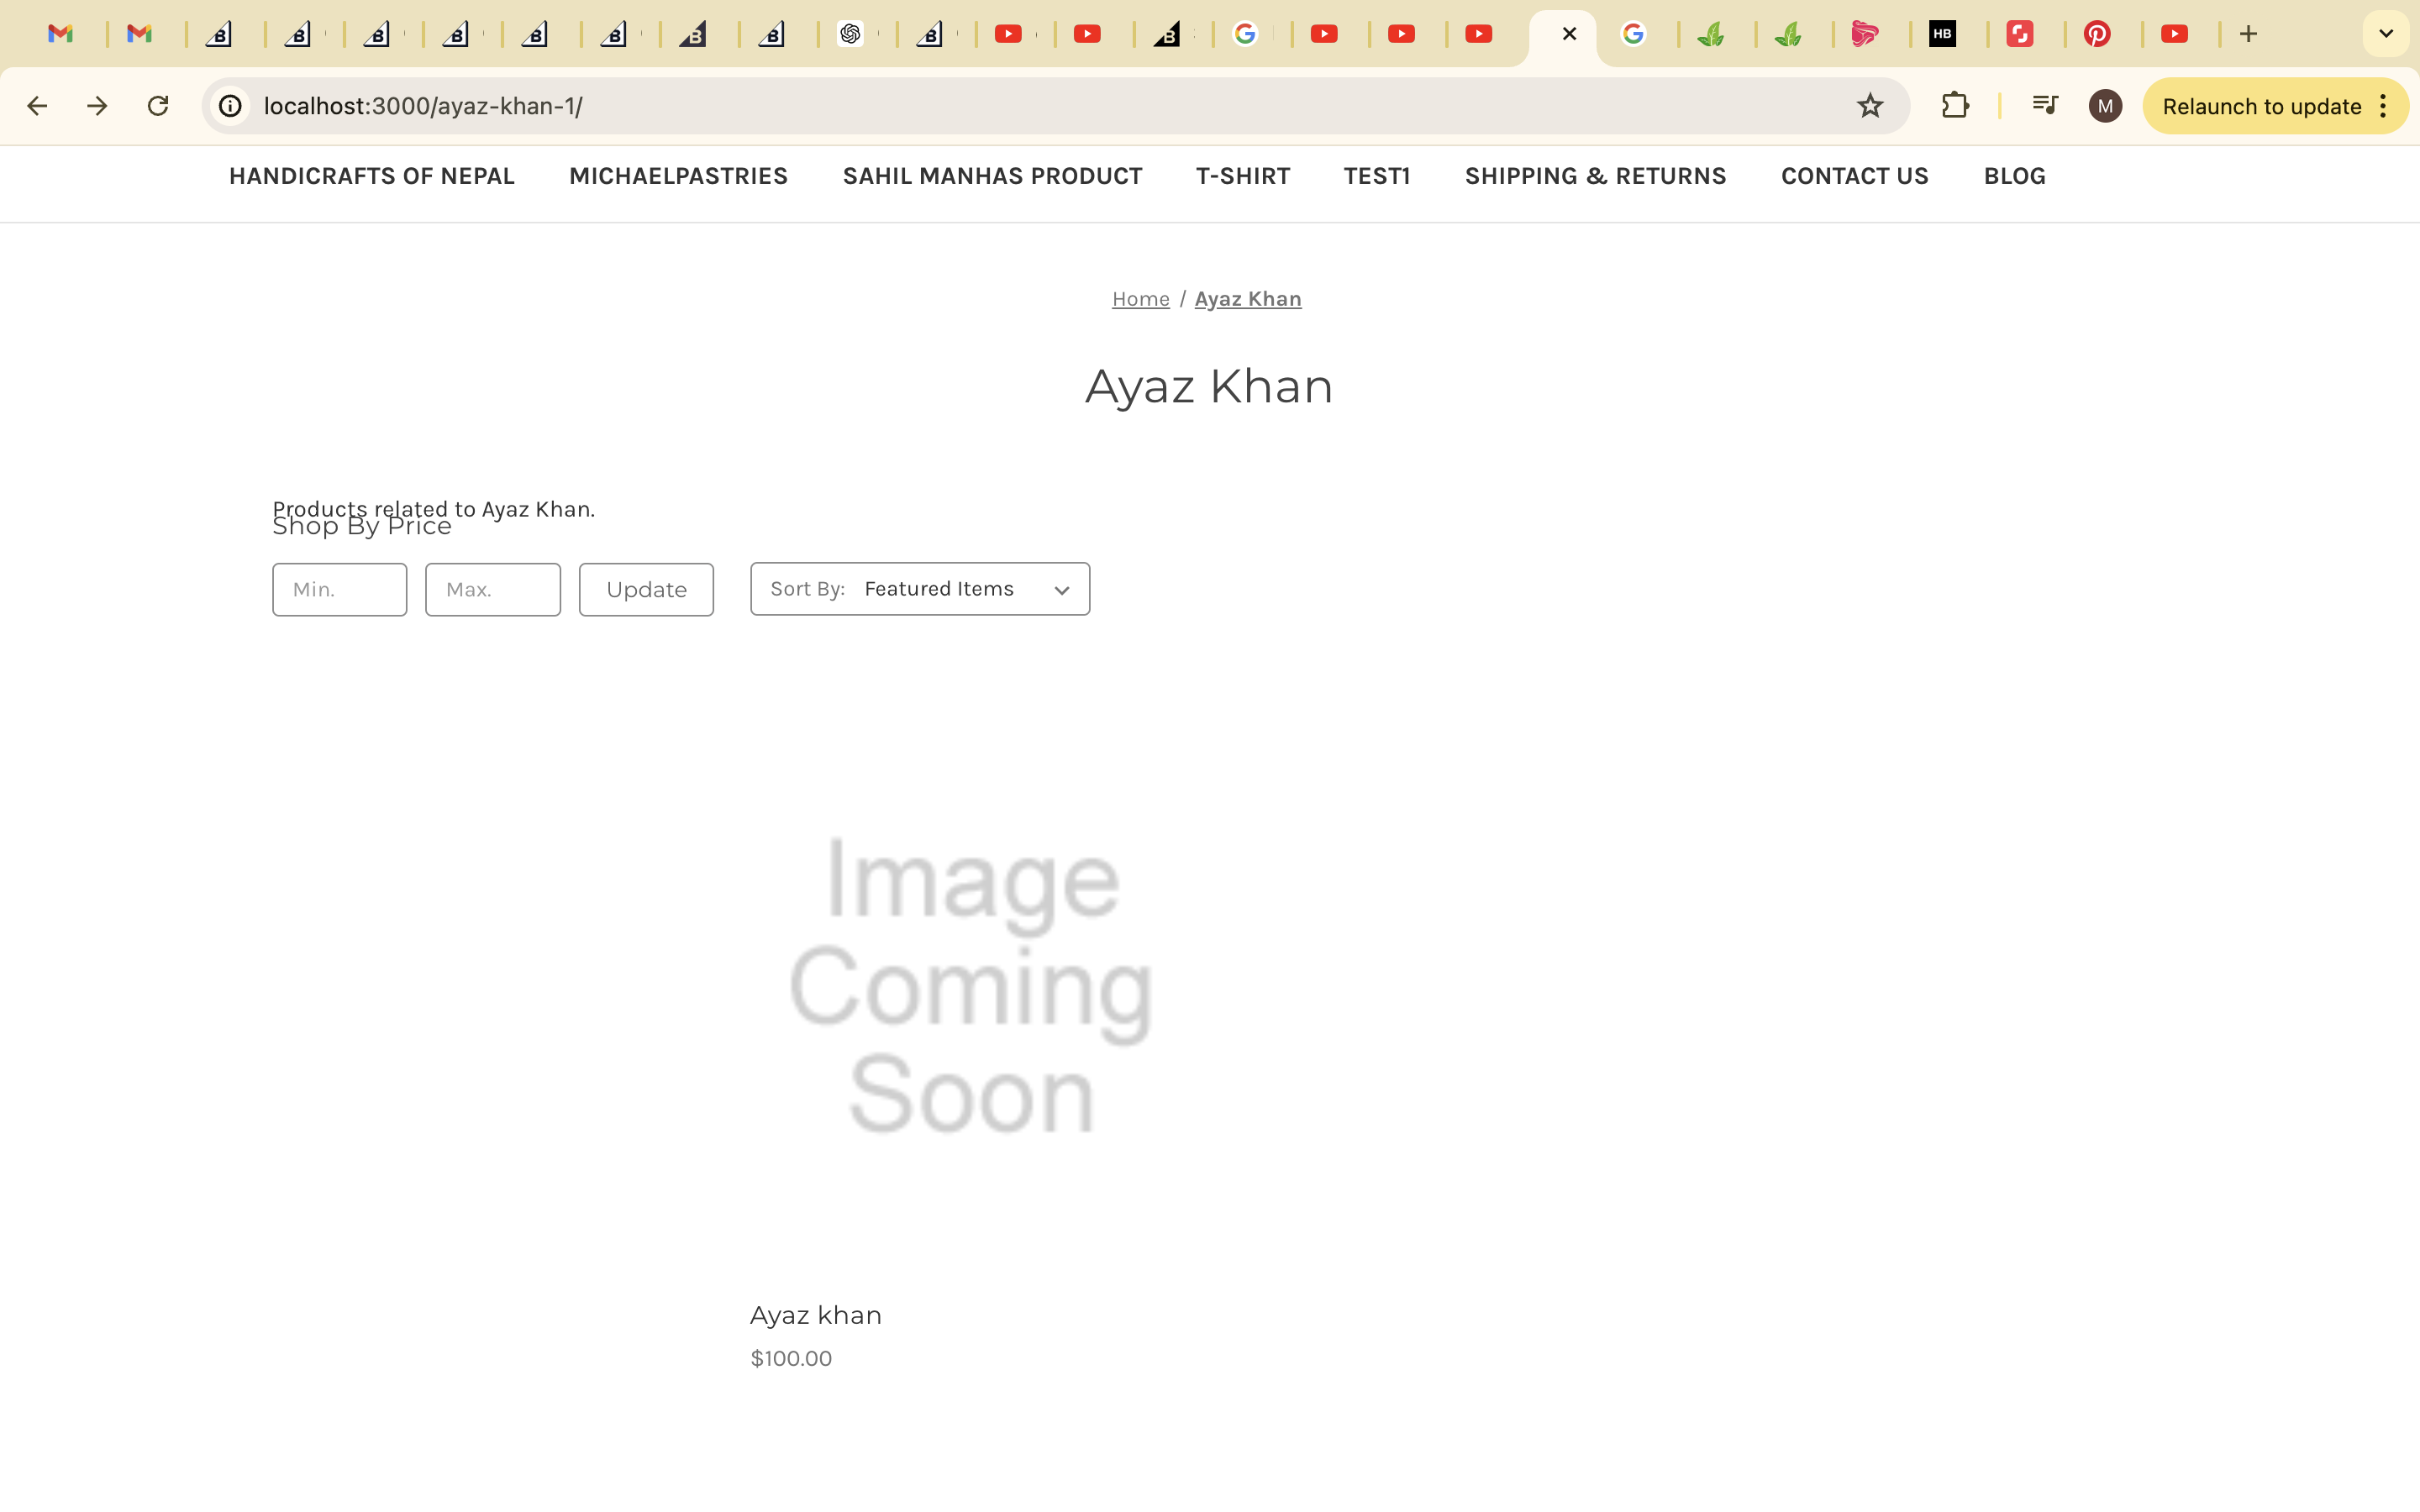 localhost:3000/ayaz-khan-1/
M
Relaunch to update
HB
HANDICRAFTS OF NEPAL MICHAELPASTRIES SAHIL MANHAS PRODUCT T-SHIRT TEST1 SHIPPING & RETURNS CONTACT US BLOG
Home / Ayaz Khan
Ayaz Khan
Products related to Ayaz Khan.
Shop By Price
Min. Max. Update Sort By: Featured Items
Image
Coming
Soon
Ayaz khan
$100.00